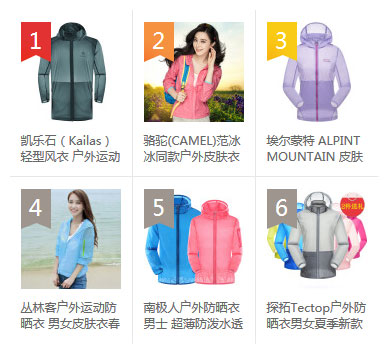 1
凯乐石（Kailas）
轻型风衣 户外运动
2
骆驼(CAMEL)范冰
冰同款户外皮肤衣
3
埃尔蒙特 ALPINT
MOUNTAIN 皮肤
4
丛林客户外运动防
晒衣 男女皮肤衣春
5
南极人户外防晒衣
男士 超薄防泼水透
6
探拓Tectop户外防
晒衣男女夏季新款